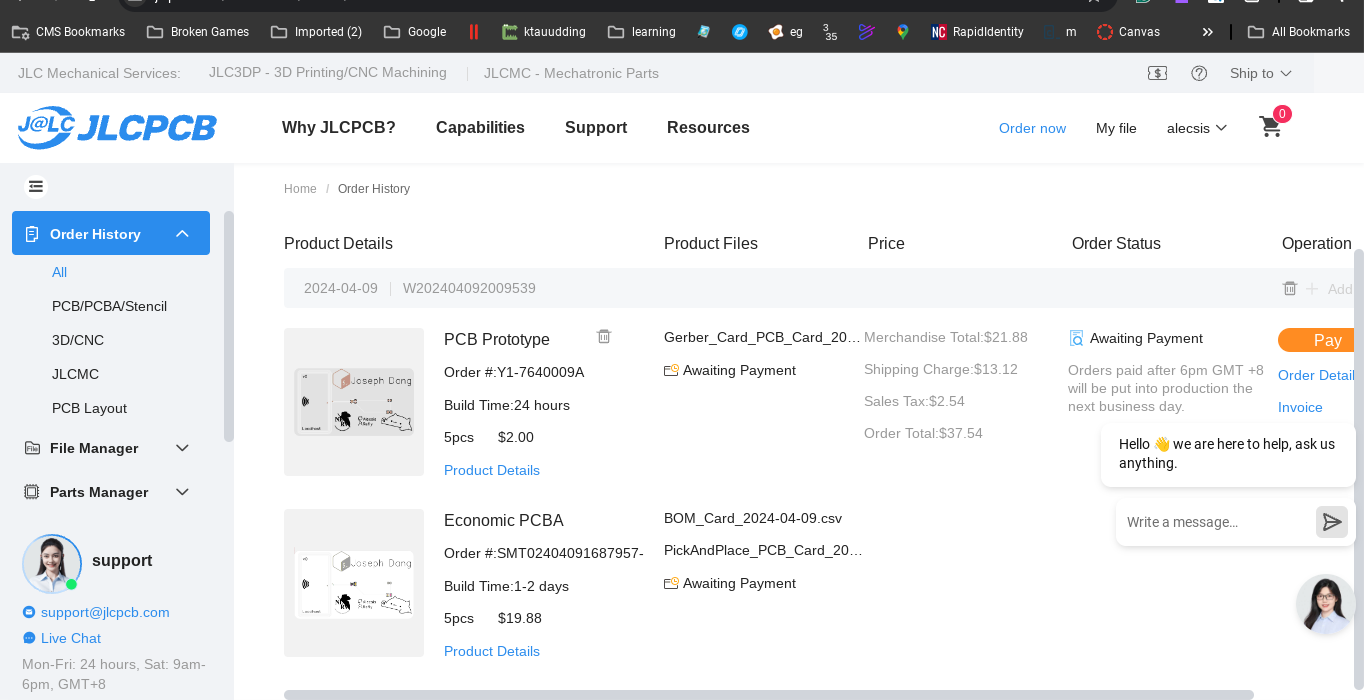 CMS Bookmarks Broken Games Imported (2) Google ktauudding learning eg 3 35 NC RapidIdentity m Canvas » All Bookmarks
JLC Mechanical Services: JLC3DP - 3D Printing/CNC Machining JLCMC - Mechatronic Parts Ship to
J@LC JLCPCB Why JLCPCB? Capabilities Support Resources Order now My file alecsis 0
Home / Order History
Order History
All
PCB/PCBA/Stencil
3D/CNC
JLCMC
PCB Layout
File Manager
Parts Manager
support
support@jlcpcb.com
Live Chat
Mon-Fri: 24 hours, Sat: 9am-
6pm, GMT+8
Product Details Product Files Price Order Status Operation
2024-04-09 W202404092009539 Add
Joseph Dong
PCB Prototype
Order #:Y1-7640009A
Build Time:24 hours
5pcs $2.00
Product Details
Gerber_Card_PCB_Card_20…
Awaiting Payment
Merchandise Total:$21.88
Shipping Charge:$13.12
Sales Tax:$2.54
Order Total:$37.54
Awaiting Payment
Orders paid after 6pm GMT +8
will be put into production the
next business day.
Pay
Order Detail
Invoice
Joseph Dong
Economic PCBA
Order #:SMT02404091687957-
Build Time:1-2 days
5pcs $19.88
Product Details
BOM_Card_2024-04-09.csv
PickAndPlace_PCB_Card_20…
Awaiting Payment
Hello 👋 we are here to help, ask us
anything.
Write a message…